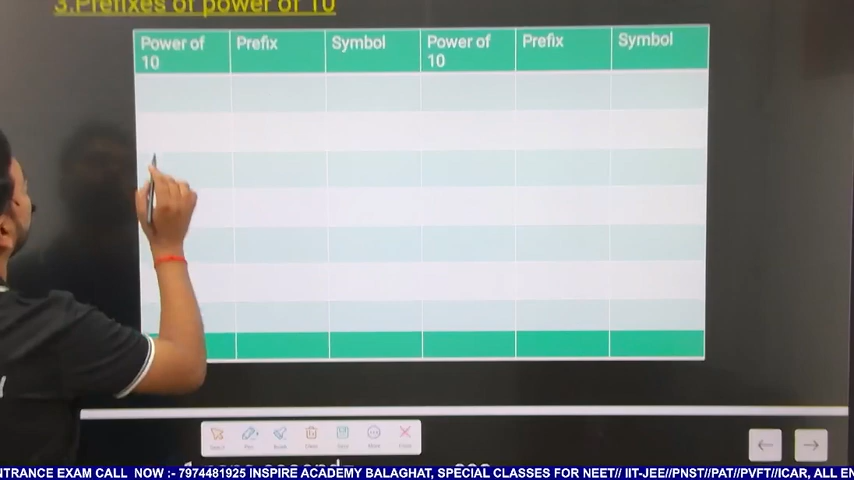 3.Prefixes of power of 10
Power of 10 Prefix Symbol Power of 10 Prefix Symbol
NTRANCE EXAM CALL NOW :- 7974481925 INSPIRE ACADEMY BALAGHAT, SPECIAL CLASSES FOR NEET// IIT-JEE//PNST//PAT//PVFT//ICAR, ALL EN